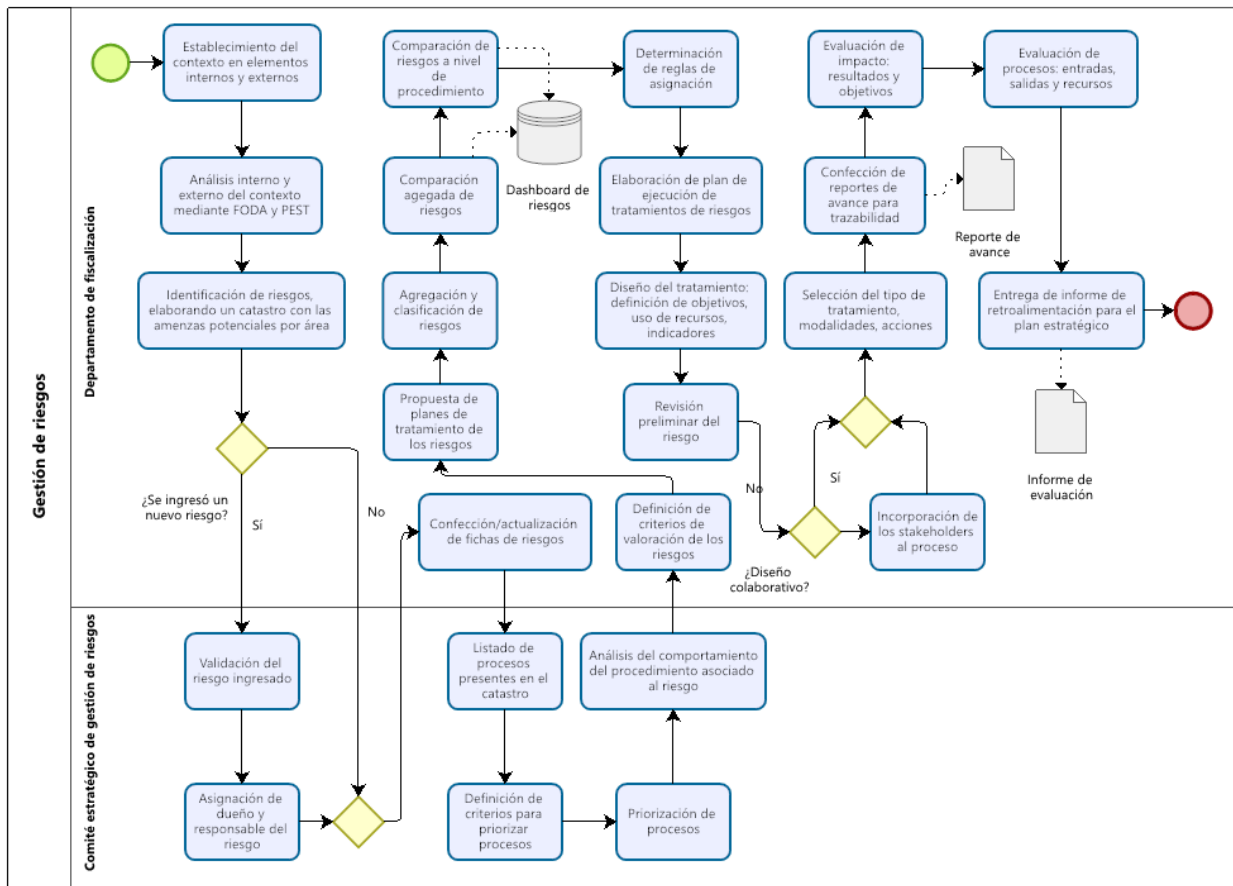 Gestión de riesgos
Departamento de fiscalización
Establecimiento del
contexto en elementos
internos y externos
Análisis interno y
externo del contexto
mediante FODA y PEST
Identificación de riesgos,
elaborando un catastro con las
amenzas potenciales por área
¿Se ingresó un
nuevo riesgo?
Sí
No
Comparación de
riesgos a nivel
de
procedimiento
Comparación
agegada de
riesgos
Dashboard de
riesgos
Agregación y
clasificación de
riesgos
Propuesta de
planes de
tratamiento de
los riesgos
Confección/actualización
de fichas de riesgos
Determinación
de reglas de
asignación
Elaboración de plan de
ejecución de
tratamientos de riesgos
Diseño del tratamiento:
definición de objetivos,
uso de recursos,
indicadores
Revisión
preliminar del
riesgo
Definición de
criterios de
valoración de los
riesgos
No
¿Diseño
colaborativo?
Sí
Incorporación de
los stakeholders
al proceso
Evaluación de
impacto:
resultados y
objetivos
Confección de
reportes de
avance para
trazabilidad
Reporte de
avance
Selección del tipo de
tratamiento,
modalidades, acciones
Evaluación de
procesos: entradas,
salidas y recursos
Entrega de informe de
retroalimentación para el
plan estratégico
Informe de
evaluación
Comité estratégico de gestión de riesgos
Validación del
riesgo ingresado
Asignación de
dueño y
responsable del
riesgo
Listado de
procesos
presentes en el
catastro
Definición de
criterios para
priorizar
procesos
Priorización de
procesos
Análisis del comportamiento
del procedimiento asociado
al riesgo